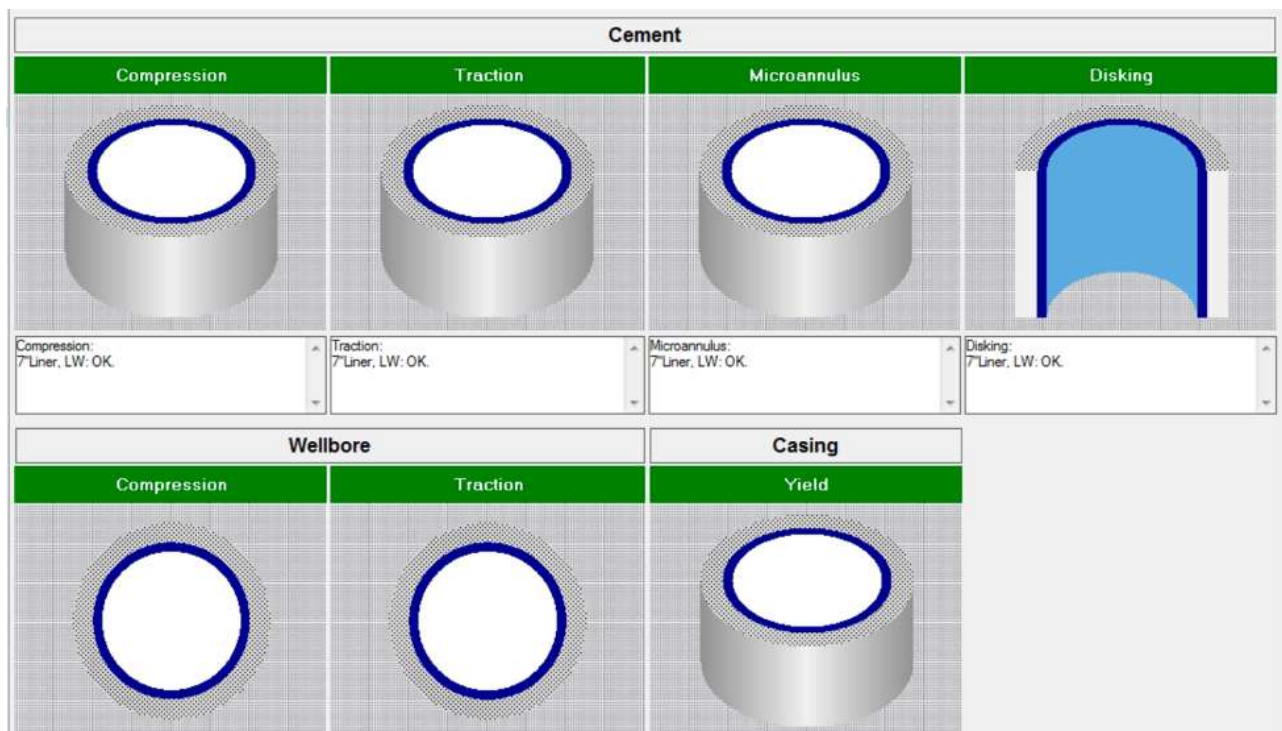 Cement
Compression Traction Microannulus Disking
Compression:
7"Liner, LW: OK.
Traction:
7"Liner, LW: OK.
Microannulus:
7"Liner, LW: OK.
Disking:
7"Liner, LW: OK.
Wellbore Casing
Compression Traction Yield